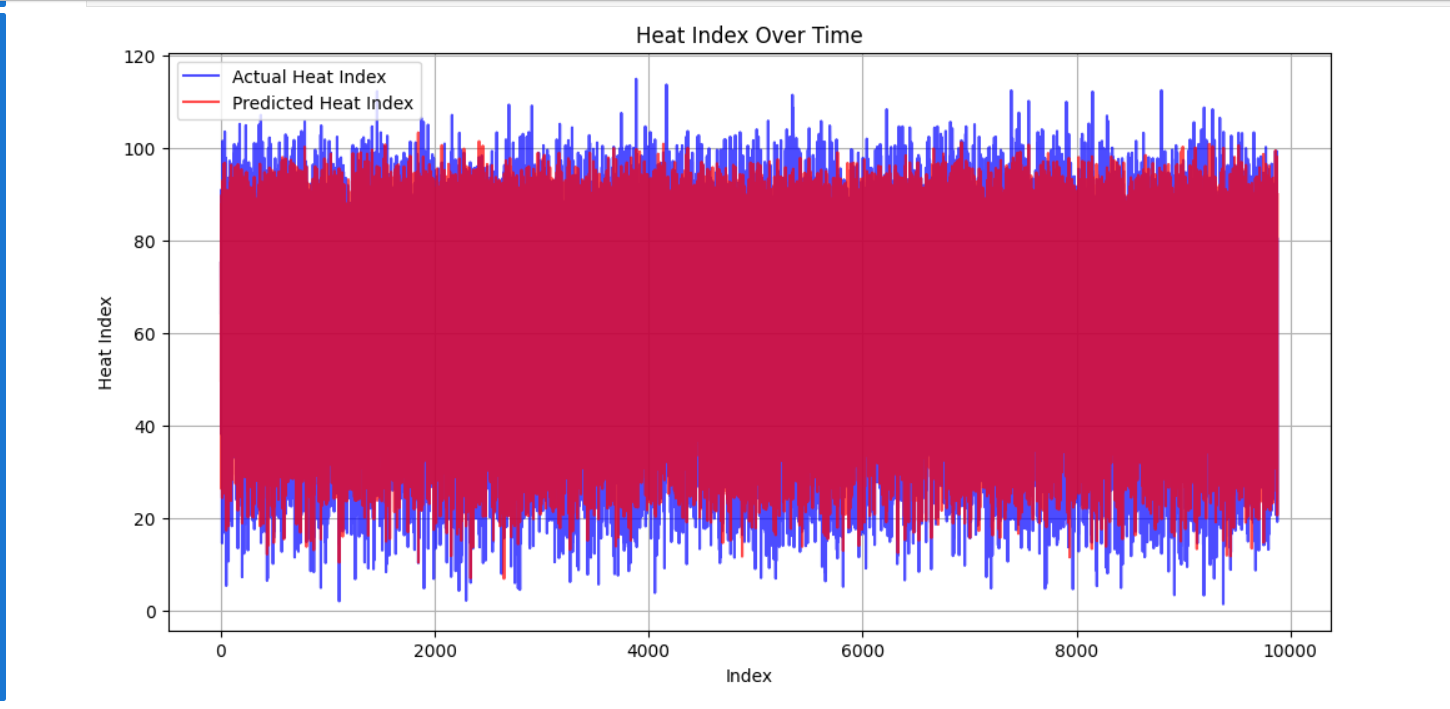 Heat Index Over Time
120
100
80
60
40
20
0
Heat Index
Actual Heat Index
Predicted Heat Index
0 2000 4000 6000 8000 10000
Index